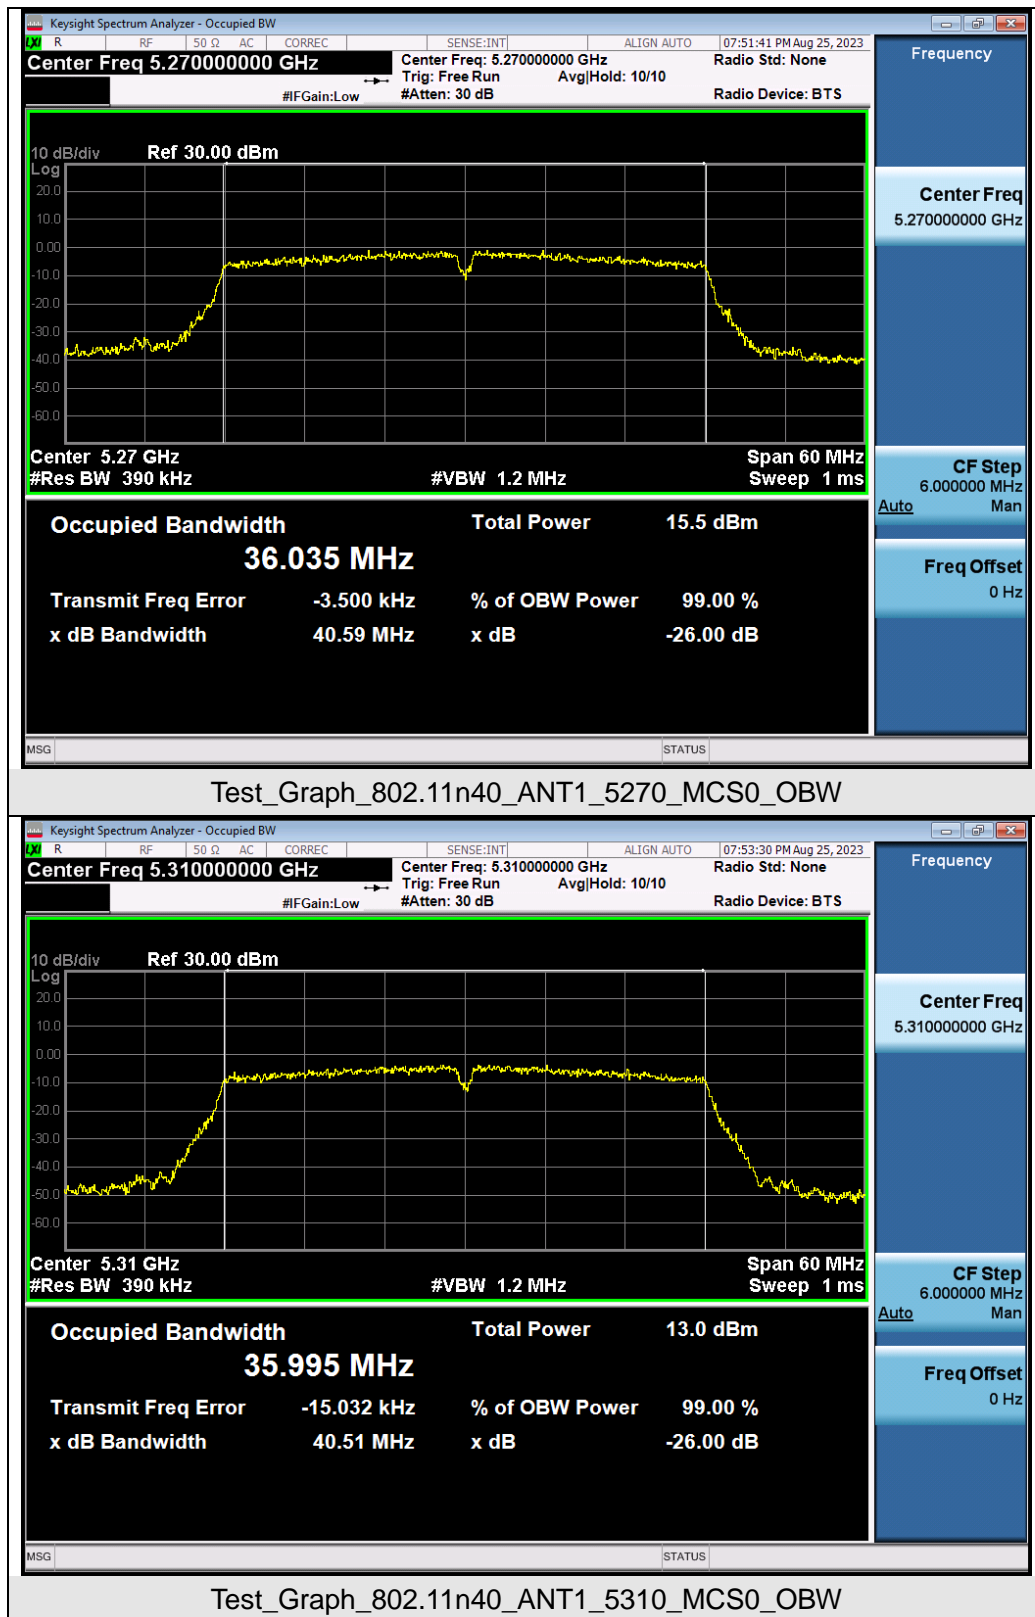 Keysight Spectrum Analyzer - Occupied BW
LXI R RF 50 Ω AC CORREC SENSE:INT ALIGN AUTO 07:51:41 PM Aug 25, 2023
Center Freq 5.270000000 GHz
Center Freq: 5.270000000 GHz
Radio Std: None
Trig: Free Run Avg|Hold: 10/10
#IFGain:Low
#Atten: 30 dB
Radio Device: BTS
Frequency
10 dB/div Ref 30.00 dBm
Log
20.0
10.0
0.00
-10.0
-20.0
-30.0
-40.0
-50.0
-60.0
Center 5.27 GHz Span 60 MHz
#Res BW 390 kHz #VBW 1.2 MHz Sweep 1 ms
Center Freq
5.270000000 GHz
CF Step
6.000000 MHz
Auto Man
Freq Offset
0 Hz
Occupied Bandwidth Total Power 15.5 dBm
36.035 MHz
Transmit Freq Error -3.500 kHz % of OBW Power 99.00 %
x dB Bandwidth 40.59 MHz x dB -26.00 dB
MSG STATUS
Test_Graph_802.11n40_ANT1_5270_MCS0_OBW
Keysight Spectrum Analyzer - Occupied BW
LXI R RF 50 Ω AC CORREC SENSE:INT ALIGN AUTO 07:53:30 PM Aug 25, 2023
Center Freq 5.310000000 GHz
Center Freq: 5.310000000 GHz
Radio Std: None
Trig: Free Run Avg|Hold: 10/10
#IFGain:Low
#Atten: 30 dB
Radio Device: BTS
Frequency
10 dB/div Ref 30.00 dBm
Log
20.0
10.0
0.00
-10.0
-20.0
-30.0
-40.0
-50.0
-60.0
Center 5.31 GHz Span 60 MHz
#Res BW 390 kHz #VBW 1.2 MHz Sweep 1 ms
Center Freq
5.310000000 GHz
CF Step
6.000000 MHz
Auto Man
Freq Offset
0 Hz
Occupied Bandwidth Total Power 13.0 dBm
35.995 MHz
Transmit Freq Error -15.032 kHz % of OBW Power 99.00 %
x dB Bandwidth 40.51 MHz x dB -26.00 dB
MSG STATUS
Test_Graph_802.11n40_ANT1_5310_MCS0_OBW